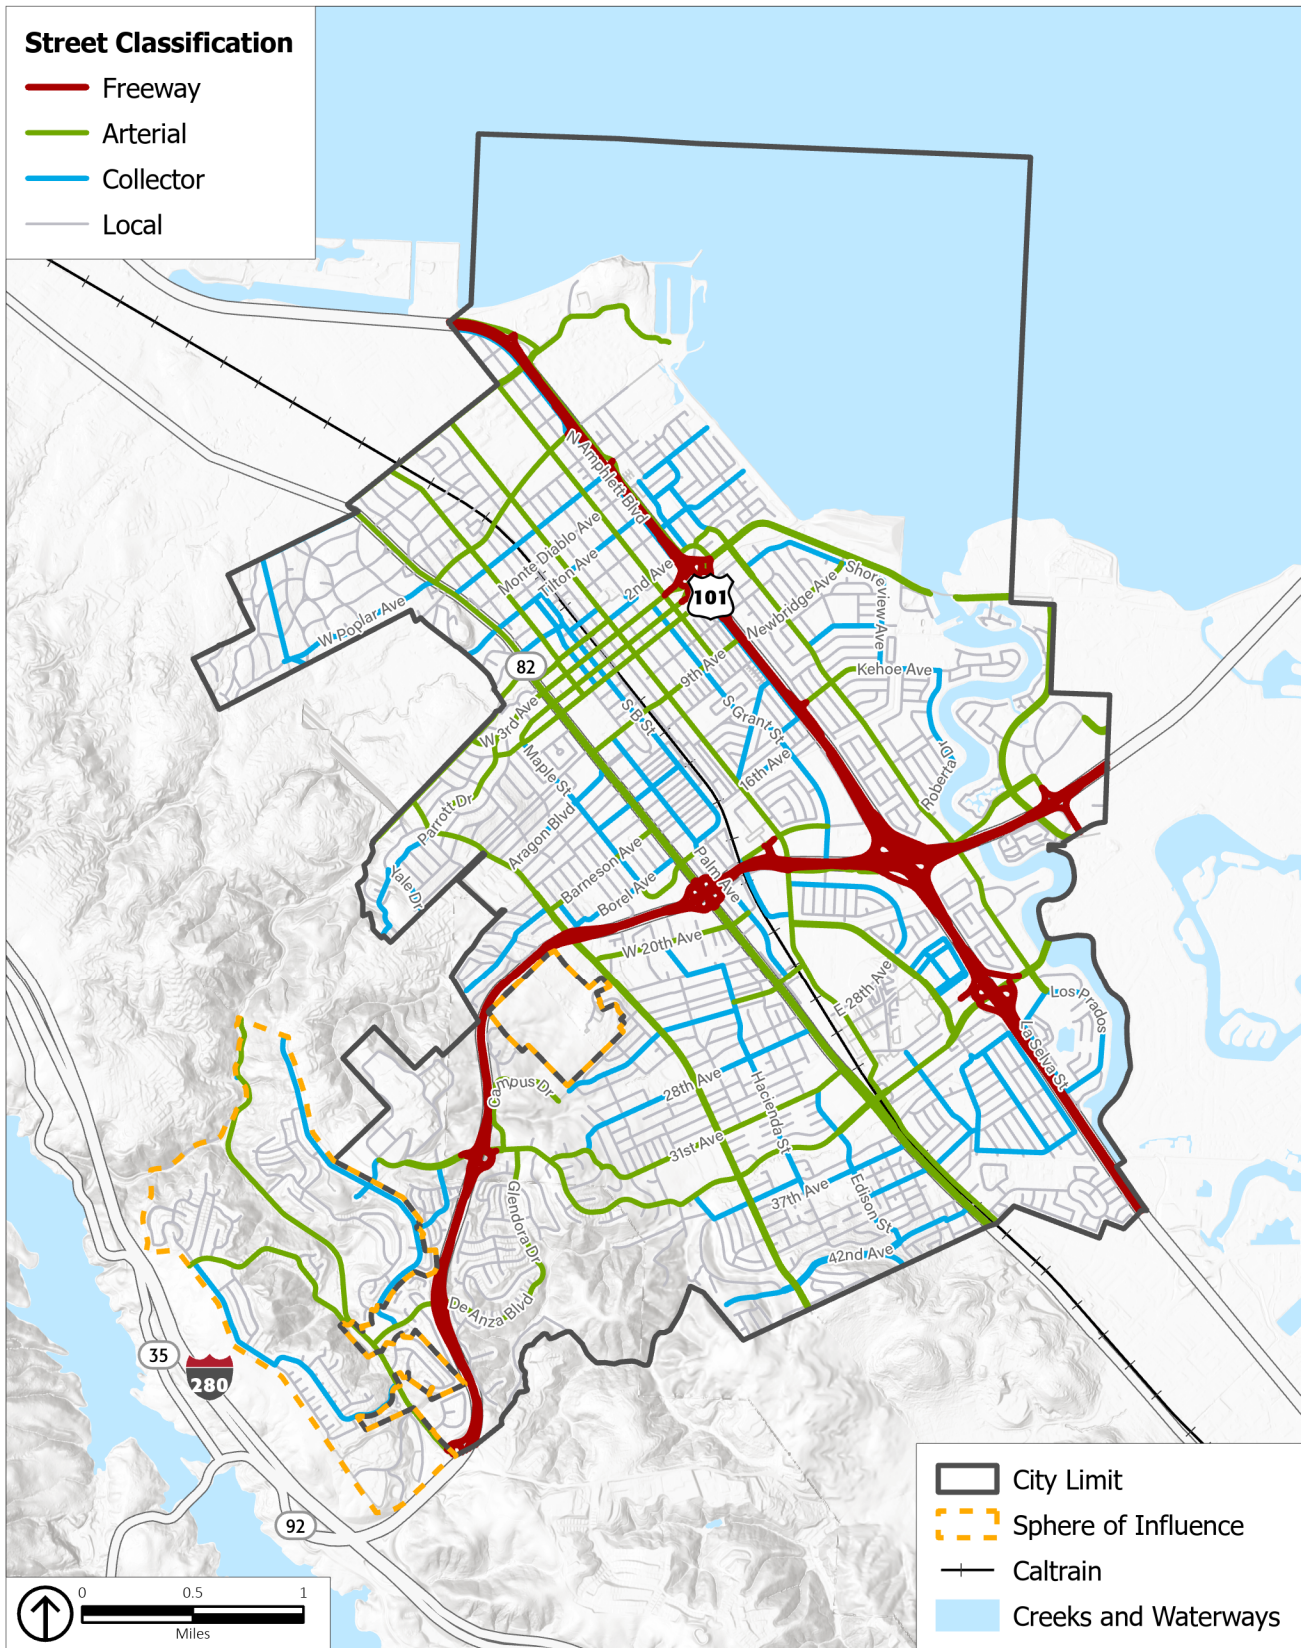 Street Classification
Freeway
Arterial
Collector
Local
N Amphlett Blvd
Monte Diablo Ave
Tilton Ave
2nd Ave
101
Newbridge Ave
Shoreview Ave
W Poplar Ave
82
9th Ave
Kehoe Ave
W 3rd Ave
S B St
S Grant St
Maple St
16th Ave
Roberta Dr
Parrott Dr
Aragon Blvd
Yale Dr
Barneson Ave
Palm Ave
Borel Ave
W 20th Ave
E 28th Ave
Los Prados
La Selva St
Campus Dr
28th Ave
Hacienda St
31st Ave
Glendora Dr
37th Ave
Edison St
42nd Ave
De Anza Blvd
35
280
92
City Limit
Sphere of Influence
Caltrain
Creeks and Waterways
0 0.5 1
Miles